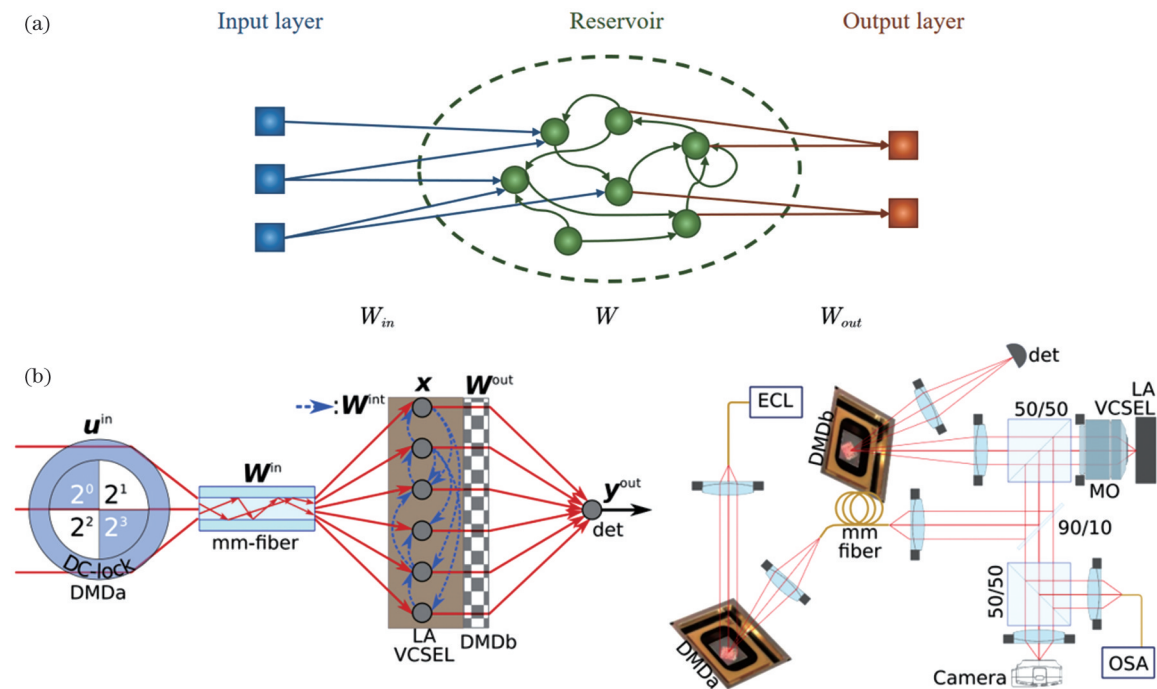 (a)
Input layer
Reservoir
Output layer
W_in
W
W_out
(b)
u^in
2^0
2^1
2^2
2^3
DC-lock
DMDa
W^in
mm-fiber
:W^int
x
W^out
LA
VCSEL
DMDb
y^out
det
ECL
DMDa
DMDb
mm
fiber
det
50/50
LA
VCSEL
MO
90/10
50/50
OSA
Camera